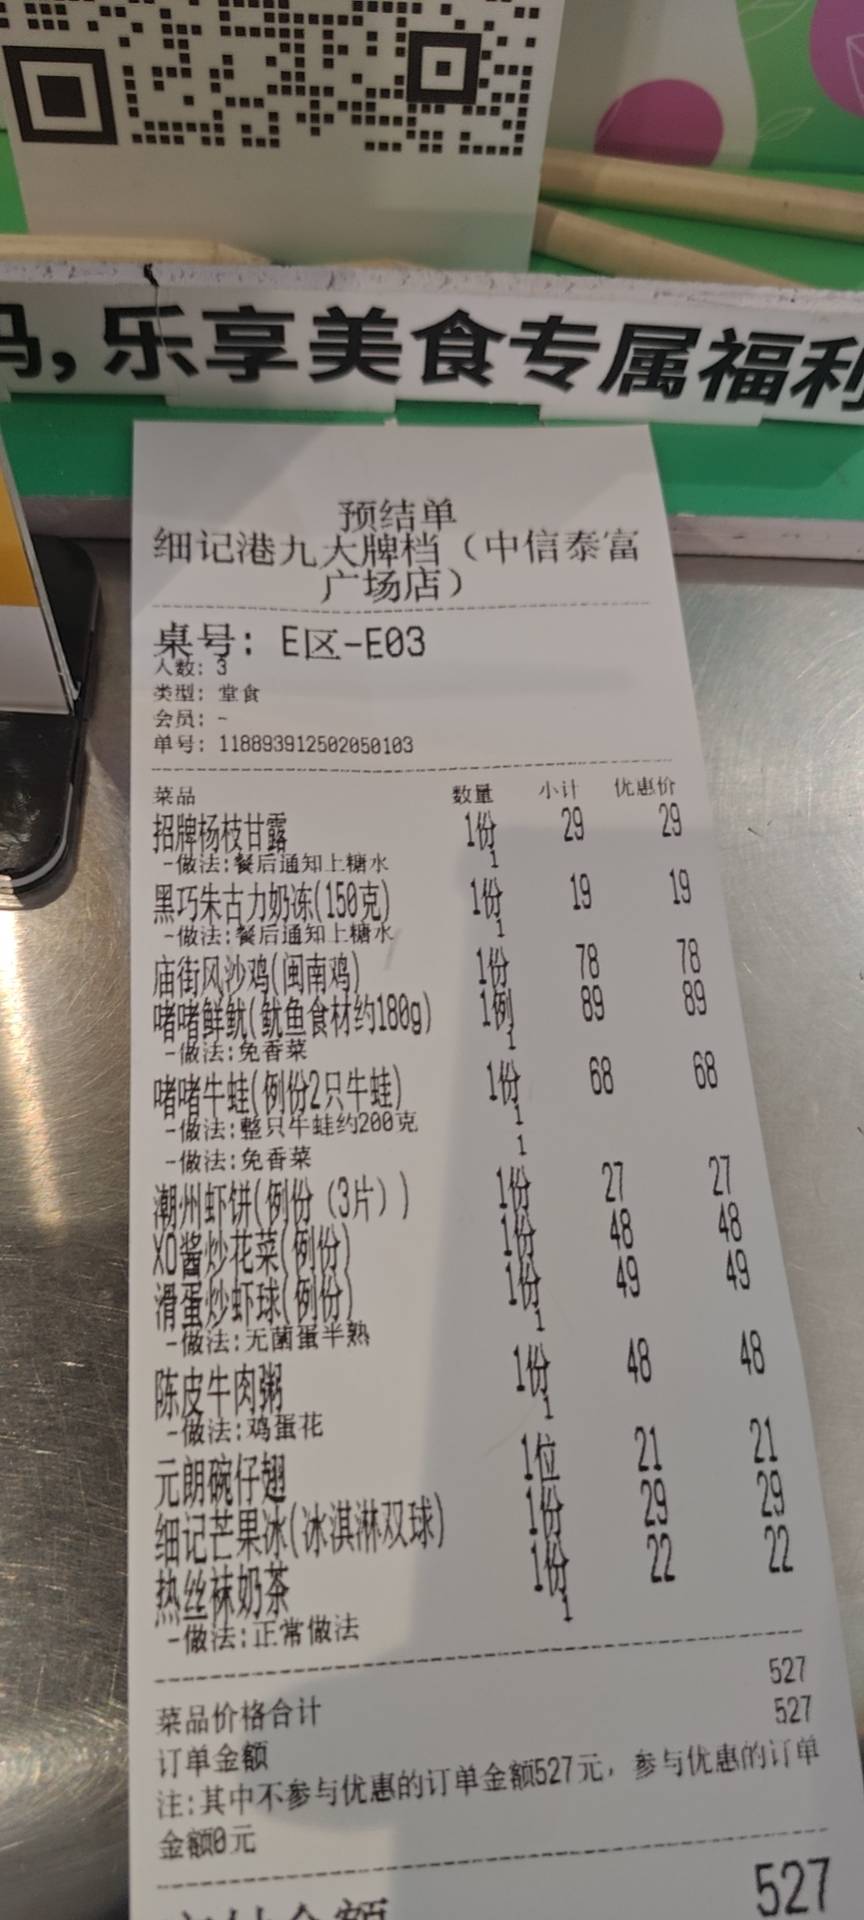 码,乐享美食专属福利
预结单
细记港九大牌档（中信泰富
广场店）
桌号: E区-E03
人数: 3
类型: 堂食
会员: -
单号: 118893912502050103
菜品 数量 小计 优惠价
招牌杨枝甘露 1份 29 29
-做法:餐后通知上糖水 1
黑巧朱古力奶冻(150克) 1份 19 19
-做法:餐后通知上糖水 1
庙街风沙鸡(闽南鸡) 1份 78 78
啫啫鲜鱿(鱿鱼食材约180g) 1例 89 89
-做法:免香菜 1
啫啫牛蛙(例份2只牛蛙) 1份 68 68
-做法:整只牛蛙约200克 1
-做法:免香菜 1
潮州虾饼(例份（3片）) 1份 27 27
XO酱炒花菜(例份) 1份 48 48
滑蛋炒虾球(例份) 1份 49 49
-做法:无菌蛋半熟 1
陈皮牛肉粥 1份 48 48
-做法:鸡蛋花 1
元朗碗仔翅 1位 21 21
细记芒果冰(冰淇淋双球) 1份 29 29
热丝袜奶茶 1份 22 22
-做法:正常做法 1
菜品价格合计 527
订单金额 527
注:其中不参与优惠的订单金额527元，参与优惠的订单
金额0元
527